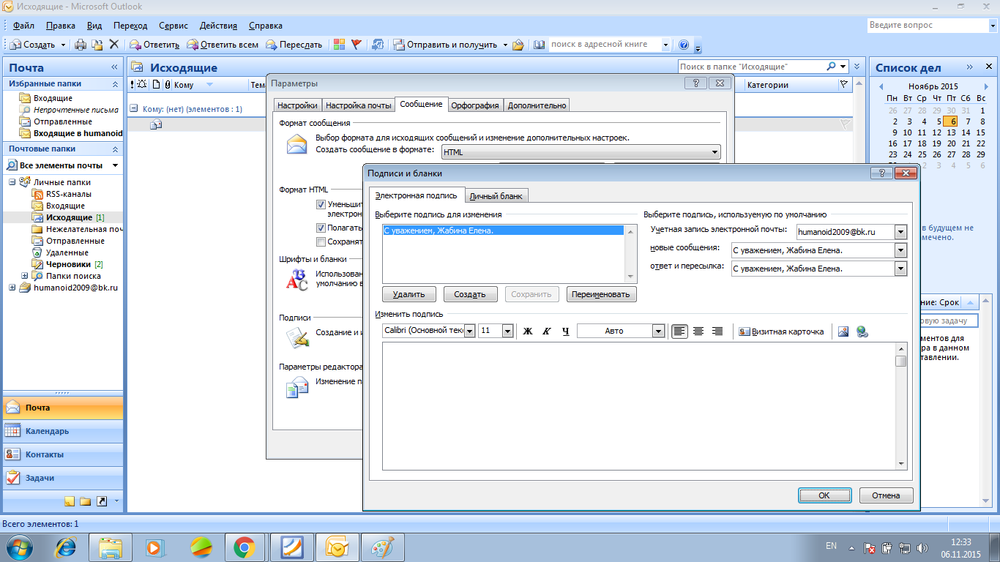 Исходящие - Microsoft Outlook
Файл Правка Вид Переход Сервис Действия Справка
Введите вопрос
Создать Ответить Ответить всем Переслать Отправить и получить поиск в адресной книге
Почта
Избранные папки
Входящие
Непрочтенные письма
Отправленные
Входящие в humanoid
Почтовые папки
Все элементы почты
Личные папки
RSS-каналы
Входящие
Исходящие [1]
Нежелательная поч
Отправленные
Удаленные
Черновики [2]
Папки поиска
humanoid2009@bk.ru
Почта
Календарь
Контакты
Задачи
Исходящие
Поиск в папке "Исходящие"
Кому Тема Категории
Кому: (нет) (элементов : 1)
Параметры
Настройки Настройка почты Сообщение Орфография Дополнительно
Формат сообщения
Выбор формата для исходящих сообщений и изменение дополнительных настроек.
Создать сообщение в формате: HTML
Формат HTML
Уменьшит
электрон
Полагать
Сохранят
Шрифты и бланки
Использован
умолчанию в
Подписи
Создание и и
Параметры редактора
Изменение п
Подписи и бланки
Электронная подпись Личный бланк
Выберите подпись для изменения
С уважением, Жабина Елена.
Удалить Создать Сохранить Переименовать
Выберите подпись, используемую по умолчанию
Учетная запись электронной почты: humanoid2009@bk.ru
новые сообщения: С уважением, Жабина Елена.
ответ и пересылка: С уважением, Жабина Елена.
Изменить подпись
Calibri (Основной текс 11 Ж К Ч Авто Визитная карточка
ОК Отмена
Список дел
Ноябрь 2015
Пн Вт Ср Чт Пт Сб Вс
26 27 28 29 30 31 1
2 3 4 5 6 7 8
9 10 11 12 13 14 15
16 17 18 19 20 21 22
23 24 25 26 27 28 29
2 3 4 5 6
в будущем не
мечено.
ние: Срок
овую задачу
ментов для
ра в данном
тавлении.
Всего элементов: 1
EN
12:33
06.11.2015